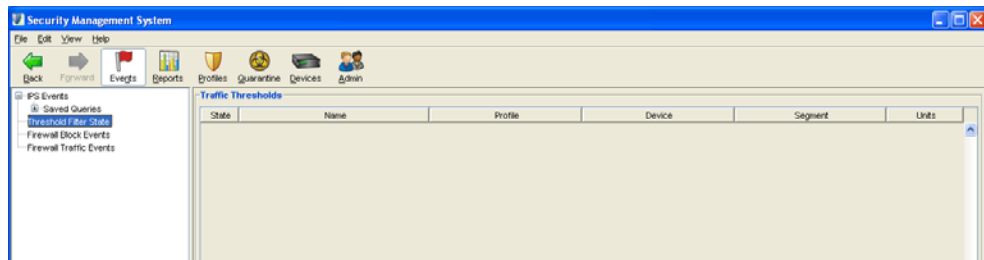 Security Management System
File Edit View Help
Back Forward Events Reports Profiles Quarantine Devices Admin
IPS Events
Saved Queries
Threshold Filter State
Firewall Block Events
Firewall Traffic Events
Traffic Thresholds
State Name Profile Device Segment Units